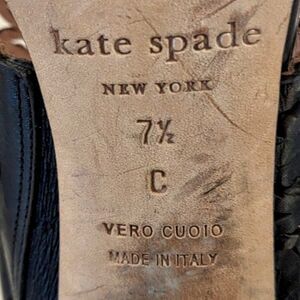 kate spade
NEW YORK
7½
C
VERO CUOIO
MADE IN ITALY